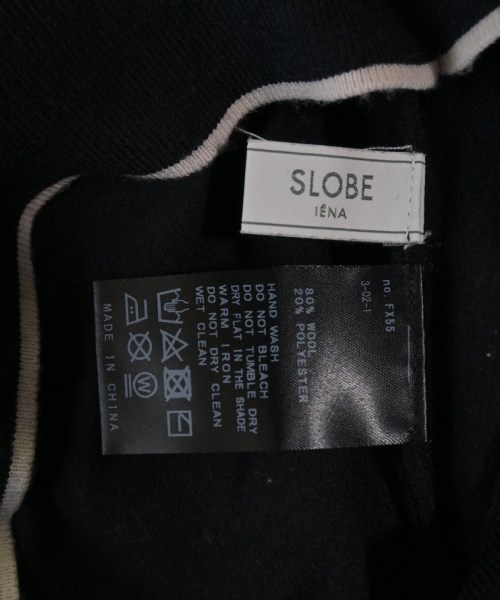 SLOBE
IÉNA
no. FX55
3-02-1
80% WOOL
20% POLYESTER
HAND WASH
DO NOT BLEACH
DO NOT TUMBLE DRY
DRY FLAT IN THE SHADE
WARM IRON
DO NOT DRY CLEAN
WET CLEAN
W
MADE IN CHINA